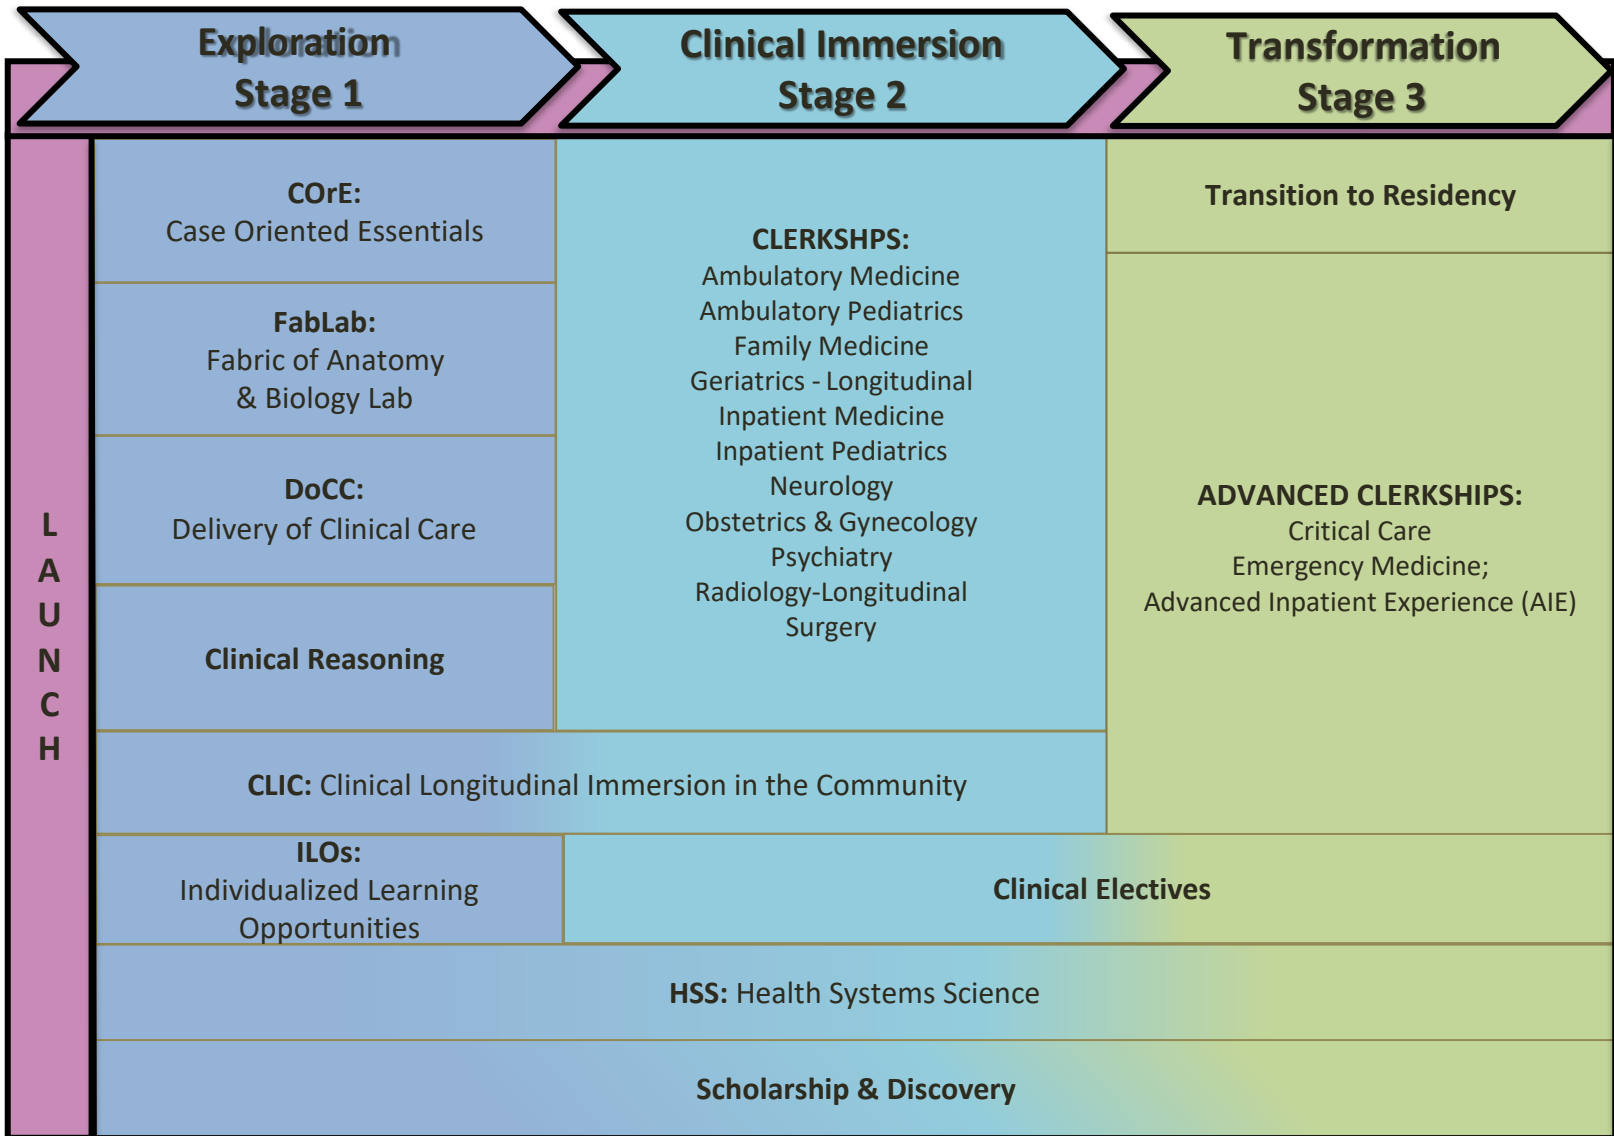 Exploration
Stage 1
Clinical Immersion
Stage 2
Transformation
Stage 3
L
A
U
N
C
H
COrE:
Case Oriented Essentials
FabLab:
Fabric of Anatomy
& Biology Lab
DoCC:
Delivery of Clinical Care
Clinical Reasoning
CLERKSHPS:
Ambulatory Medicine
Ambulatory Pediatrics
Family Medicine
Geriatrics - Longitudinal
Inpatient Medicine
Inpatient Pediatrics
Neurology
Obstetrics & Gynecology
Psychiatry
Radiology-Longitudinal
Surgery
Transition to Residency
ADVANCED CLERKSHIPS:
Critical Care
Emergency Medicine;
Advanced Inpatient Experience (AIE)
CLIC: Clinical Longitudinal Immersion in the Community
ILOs:
Individualized Learning
Opportunities
Clinical Electives
HSS: Health Systems Science
Scholarship & Discovery